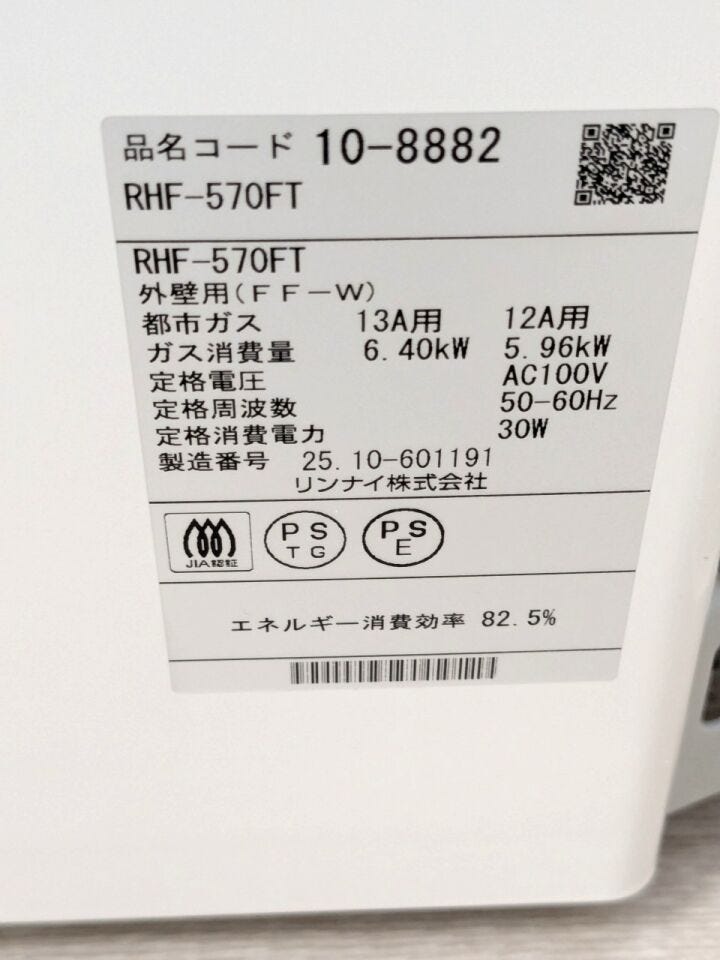 品名コード 10-8882
RHF-570FT
RHF-570FT
外壁用(FF-W)
都市ガス 13A用 12A用
ガス消費量 6.40kW 5.96kW
定格電圧 AC100V
定格周波数 50-60Hz
定格消費電力 30W
製造番号 25.10-601191
リンナイ株式会社
JIA認証
PS TG
PS E
エネルギー消費効率 82.5%